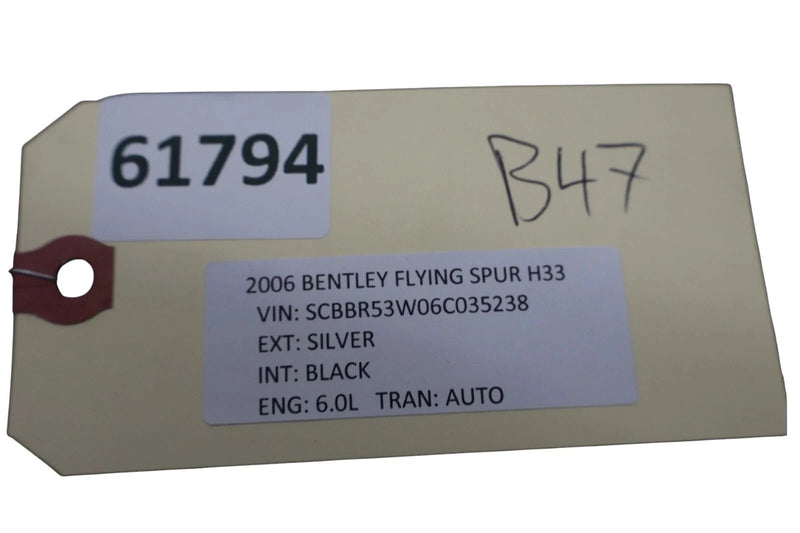 61794
B47
2006 BENTLEY FLYING SPUR H33
VIN: SCBBR53W06C035238
EXT: SILVER
INT: BLACK
ENG: 6.0L TRAN: AUTO